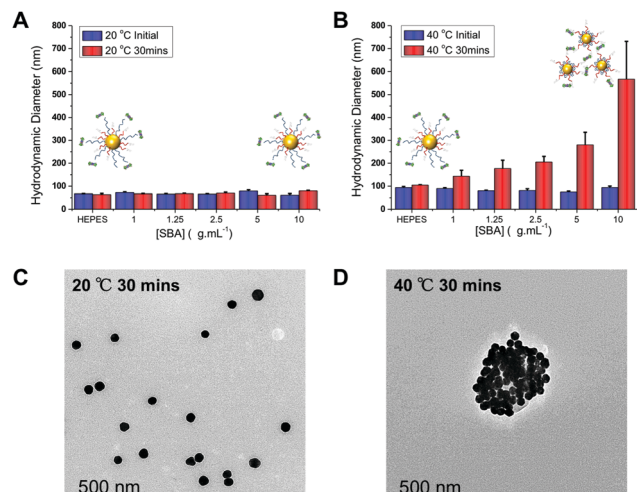 A
20 °C Initial
20 °C 30mins
Hydrodynamic Diameter (nm)
800
700
600
500
400
300
200
100
0
HEPES 1 1.25 2.5 5 10
[SBA] ( g.mL⁻¹)
B
40 °C Initial
40 °C 30mins
Hydrodynamic Diameter (nm)
800
700
600
500
400
300
200
100
0
HEPES 1 1.25 2.5 5 10
[SBA] ( g.mL⁻¹)
C
20 ℃ 30 mins
500 nm
D
40 ℃ 30 mins
500 nm